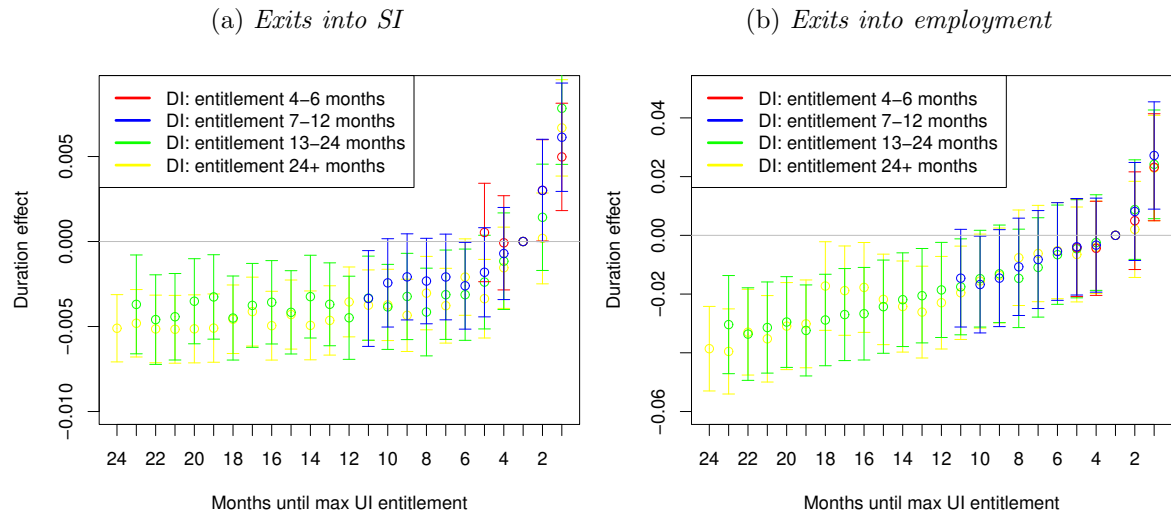 (a) Exits into SI
DI: entitlement 4−6 months
DI: entitlement 7−12 months
DI: entitlement 13−24 months
DI: entitlement 24+ months
Duration effect
0.005
0.000
−0.005
−0.010
24 22 20 18 16 14 12 10 8 6 4 2
Months until max UI entitlement
(b) Exits into employment
DI: entitlement 4−6 months
DI: entitlement 7−12 months
DI: entitlement 13−24 months
DI: entitlement 24+ months
Duration effect
0.04
0.02
0.00
−0.02
−0.04
−0.06
24 22 20 18 16 14 12 10 8 6 4 2
Months until max UI entitlement